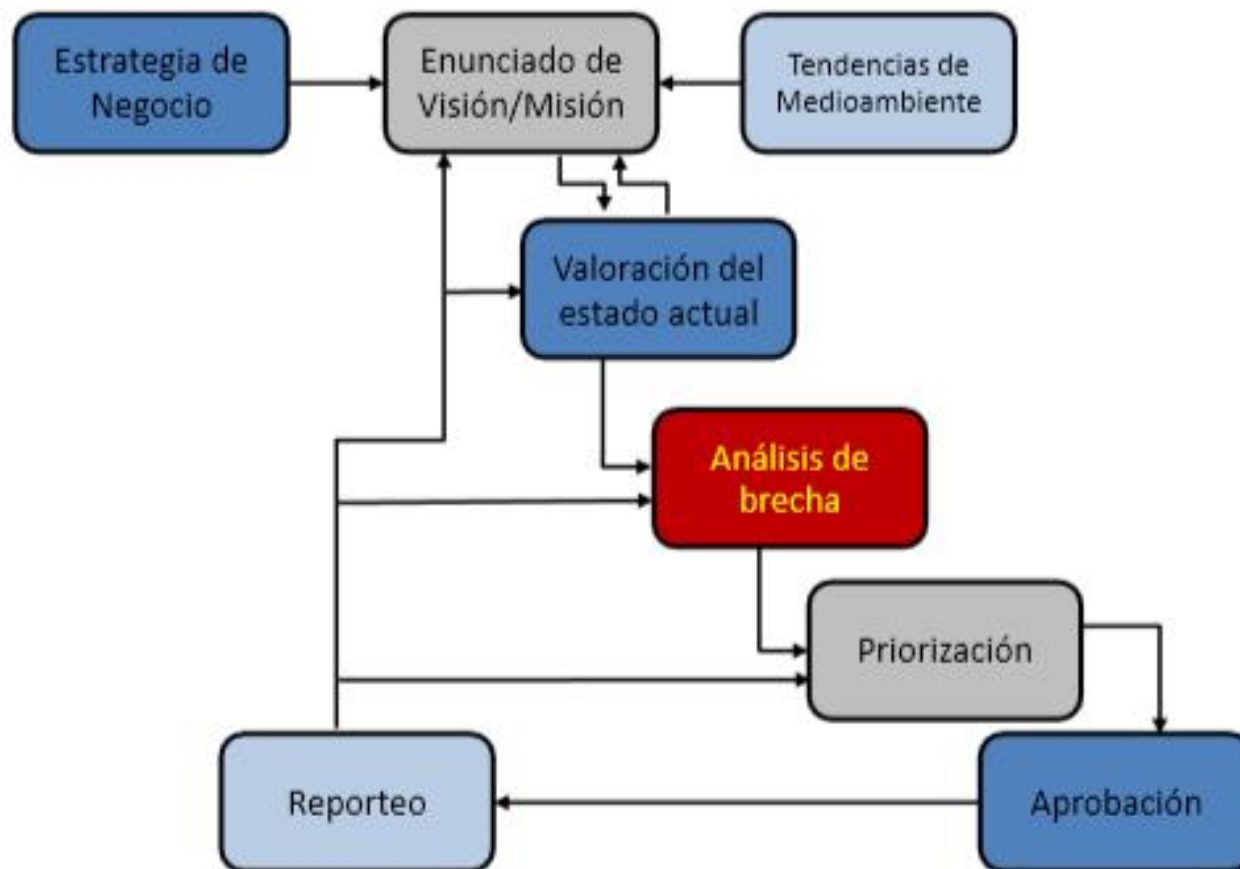 Estrategia de
Negocio
Enunciado de
Visión/Misión
Tendencias de
Medioambiente
Valoración del
estado actual
Análisis de
brecha
Priorización
Reporteo
Aprobación